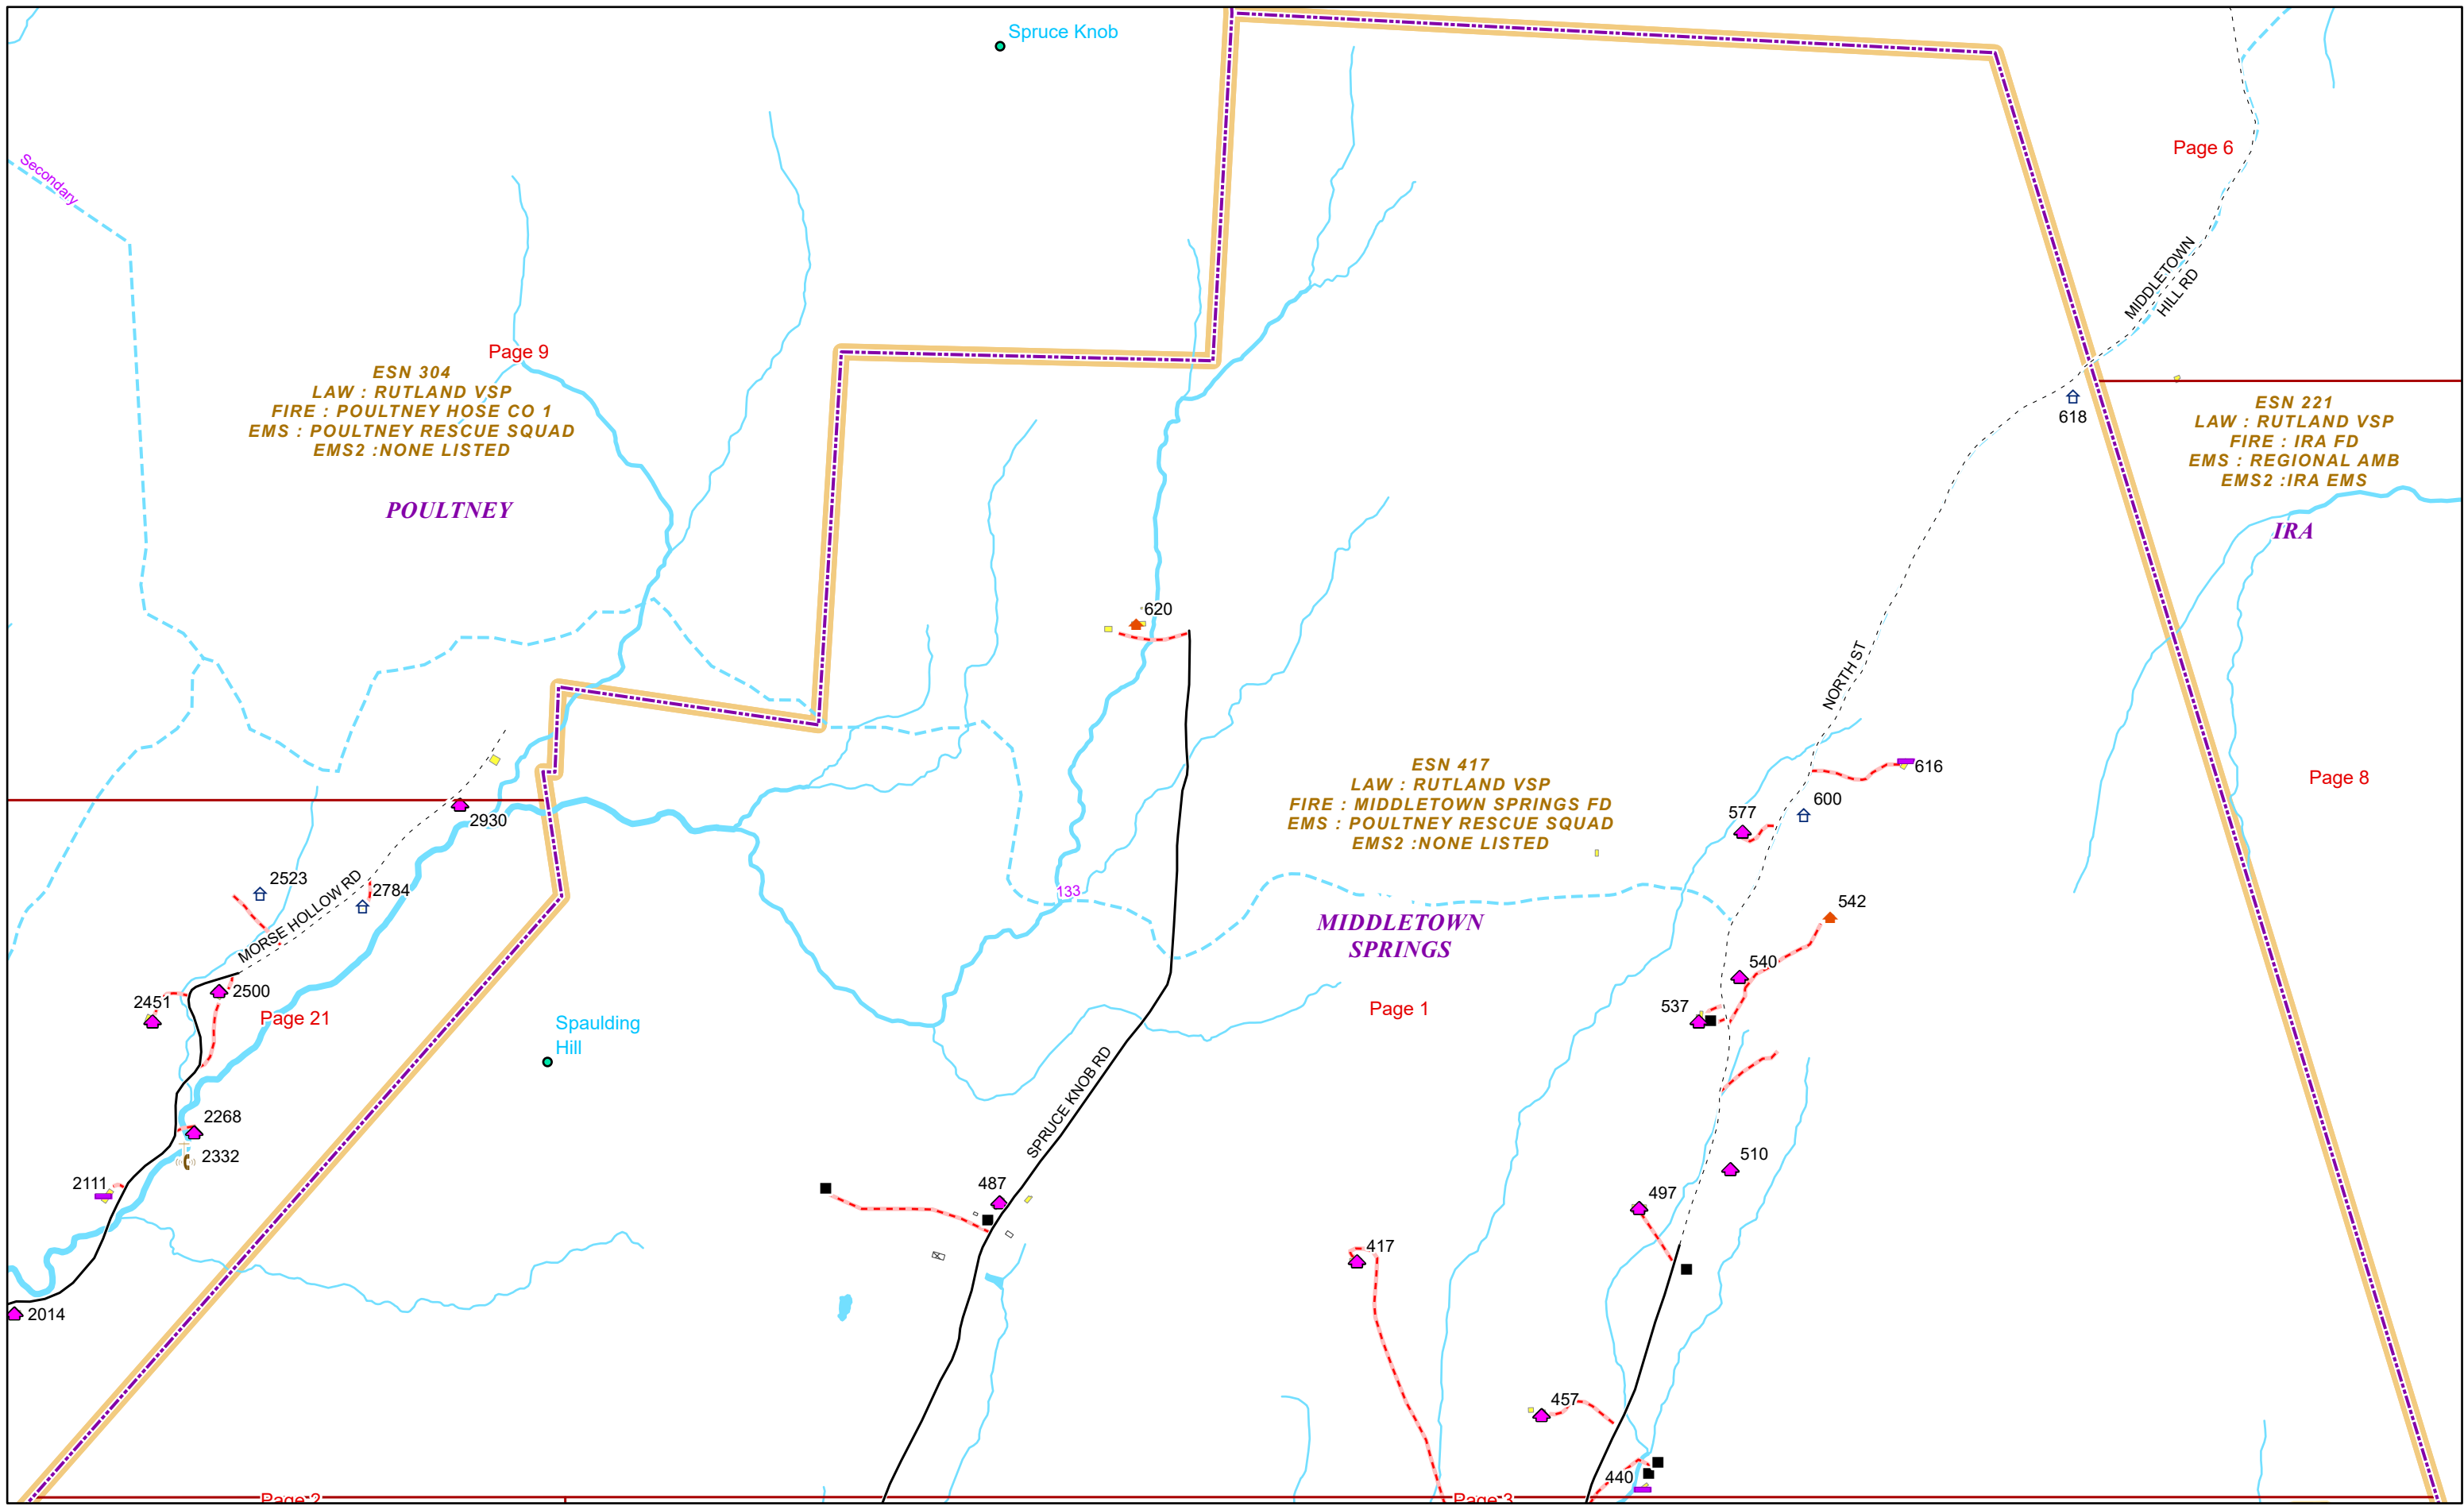 Spruce Knob
Page 6
Secondary
MIDDLETOWN
HILL RD
Page 9
ESN 304
LAW : RUTLAND VSP
FIRE : POULTNEY HOSE CO 1
EMS : POULTNEY RESCUE SQUAD
EMS2 :NONE LISTED
POULTNEY
618
ESN 221
LAW : RUTLAND VSP
FIRE : IRA FD
EMS : REGIONAL AMB
EMS2 :IRA EMS
IRA
620
NORTH ST
ESN 417
LAW : RUTLAND VSP
FIRE : MIDDLETOWN SPRINGS FD
EMS : POULTNEY RESCUE SQUAD
EMS2 :NONE LISTED
616
Page 8
600
577
2930
2523
2784
133
MORSE HOLLOW RD
MIDDLETOWN
SPRINGS
542
540
2451
2500
Page 21
Page 1
537
Spaulding
Hill
SPRUCE KNOB RD
2268
2332
510
2111
487
497
417
2014
457
440
Page 2
Page 3